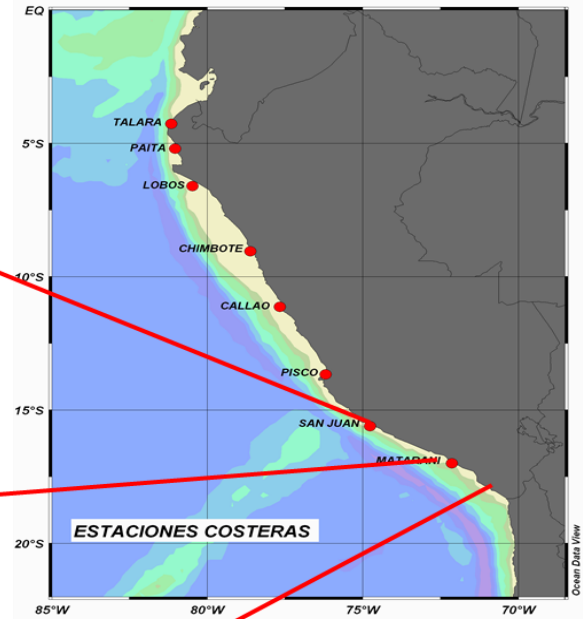 EQ
TALARA
5°S
PAITA
LOBOS
CHIMBOTE
10°S
CALLAO
PISCO
15°S
SAN JUAN
MATARANI
ESTACIONES COSTERAS
20°S
Ocean Data View
85°W 80°W 75°W 70°W